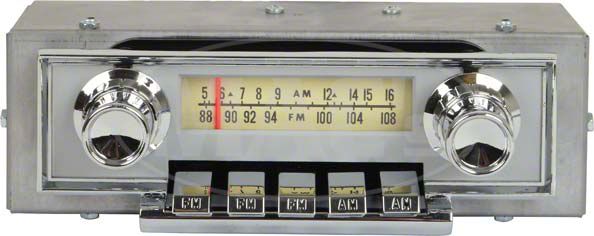 5 6 ▲ 7 8 9 AM 12 ▲ 14 15 16
88 90 92 94 FM 100 104 108
FM FM FM AM AM